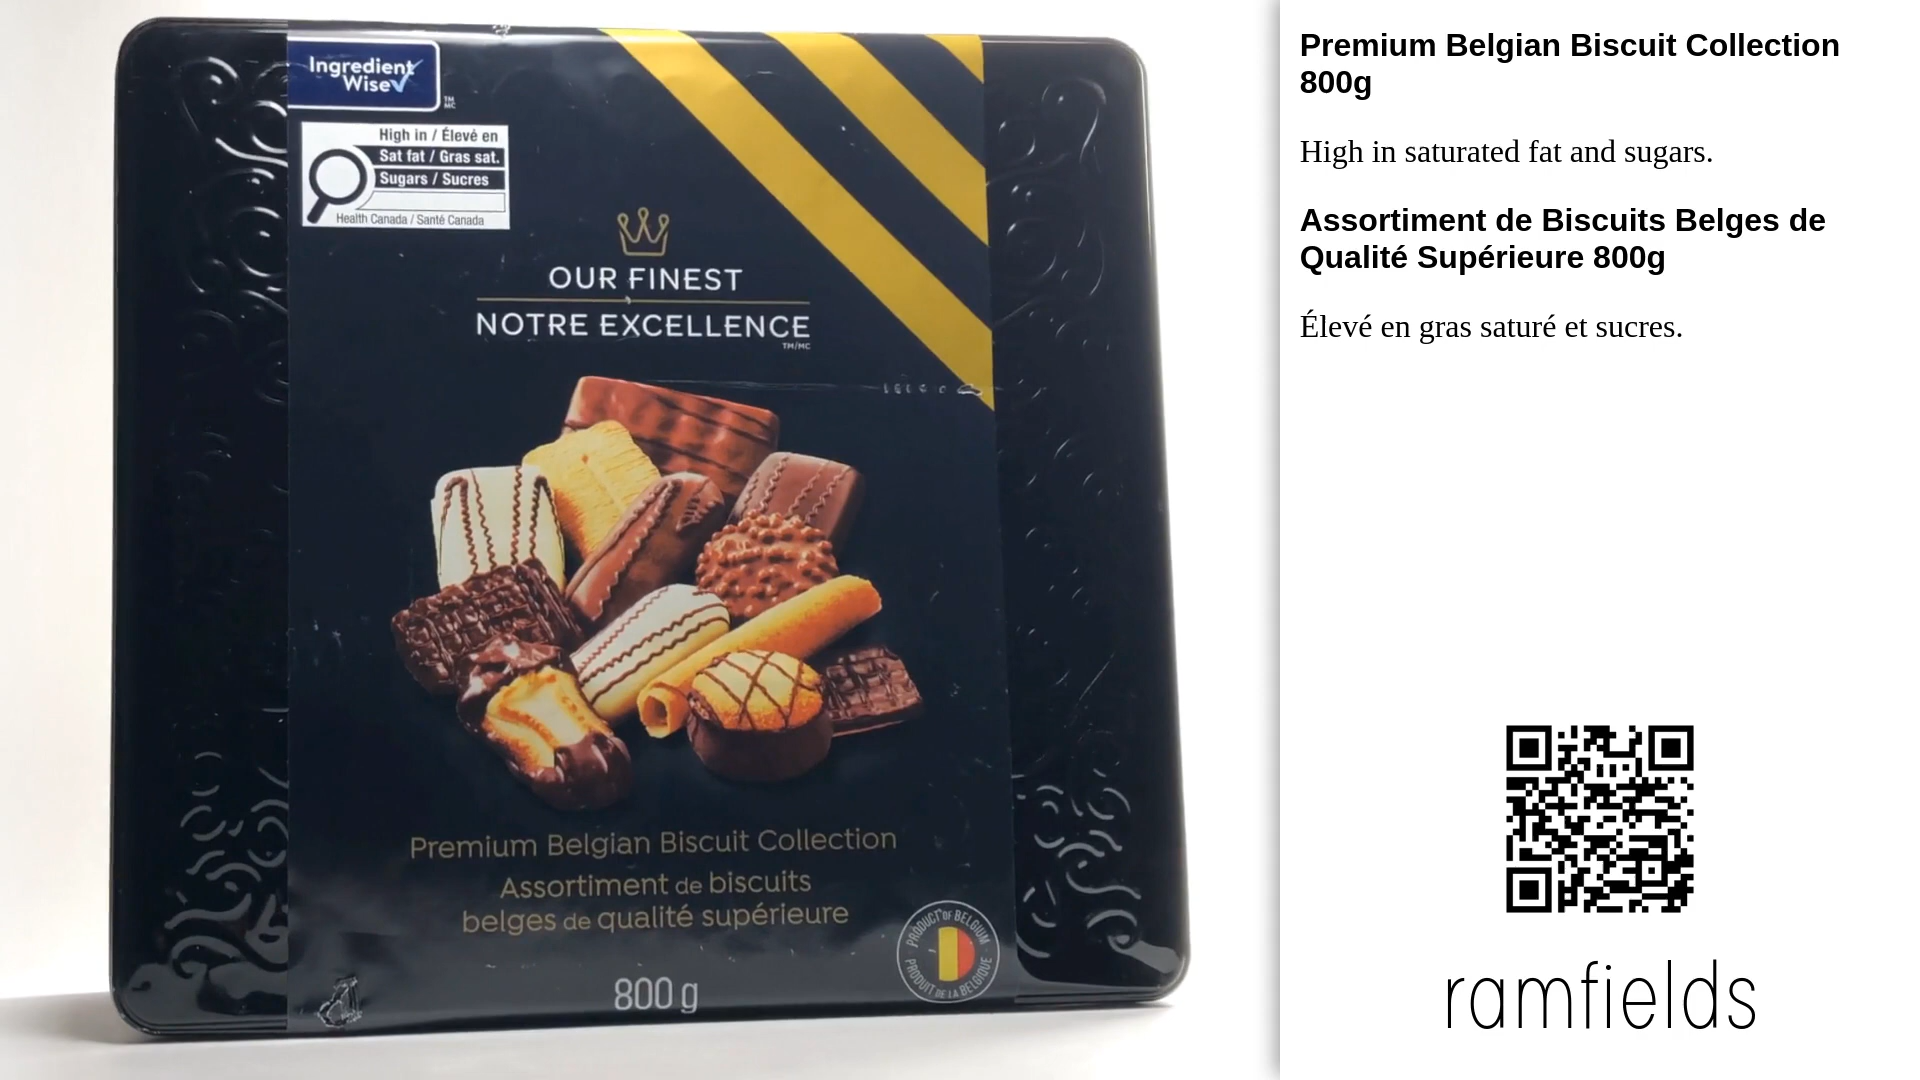 Ingredient
Wise
TM
MC
High in / Élevé en
Sat fat / Gras sat.
Sugars / Sucres
Health Canada / Santé Canada
OUR FINEST
NOTRE EXCELLENCE
TM/MC
Premium Belgian Biscuit Collection
Assortiment de biscuits
belges de qualité supérieure
800 g
PRODUCT OF BELGIUM
PRODUIT DE LA BELGIQUE
Premium Belgian Biscuit Collection
800g
High in saturated fat and sugars.
Assortiment de Biscuits Belges de
Qualité Supérieure 800g
Élevé en gras saturé et sucres.
ramfields